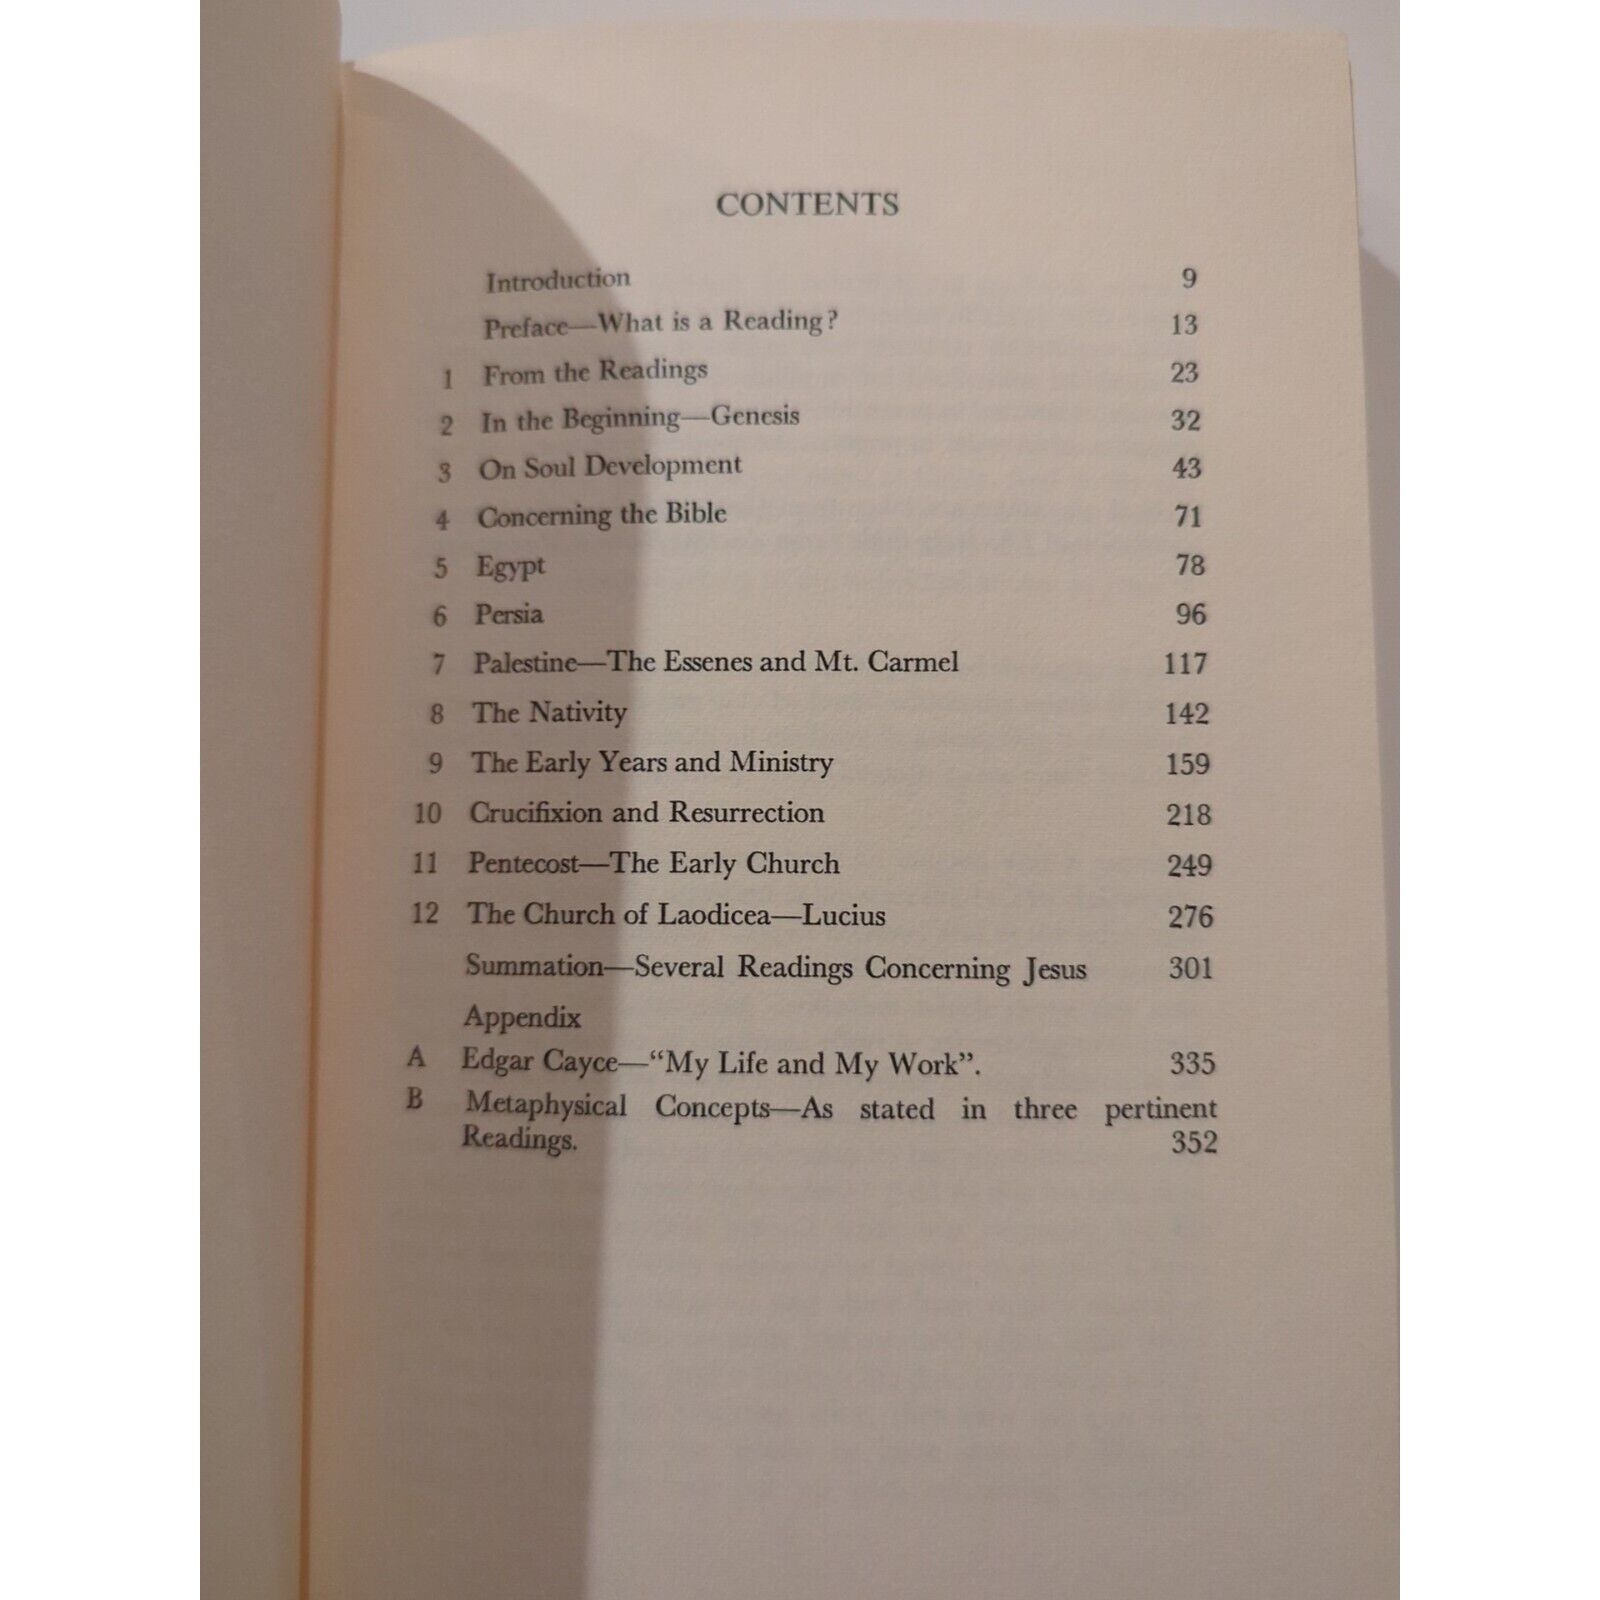 CONTENTS
Introduction 9
Preface—What is a Reading? 13
1 From the Readings 23
2 In the Beginning—Genesis 32
3 On Soul Development 43
4 Concerning the Bible 71
5 Egypt 78
6 Persia 96
7 Palestine—The Essenes and Mt. Carmel 117
8 The Nativity 142
9 The Early Years and Ministry 159
10 Crucifixion and Resurrection 218
11 Pentecost—The Early Church 249
12 The Church of Laodicea—Lucius 276
Summation—Several Readings Concerning Jesus 301
Appendix
A Edgar Cayce—“My Life and My Work”. 335
B Metaphysical Concepts—As stated in three pertinent
Readings. 352